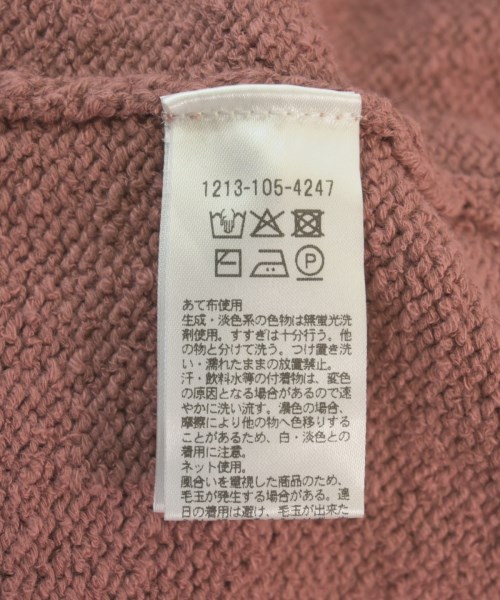 1213-105-4247
P
あて布使用
生成・淡色系の色物は無蛍光洗
剤使用。すすぎは十分行う。他
の物と分けて洗う。つけ置き洗
い・濡れたままの放置禁止。
汗・飲料水等の付着物は、変色
の原因となる場合があるので速
やかに洗い流す。濃色の場合、
摩擦により他の物へ色移りする
ことがあるため、白・淡色との
着用に注意。
ネット使用。
風合いを重視した商品のため、
毛玉が発生する場合がある。連
日の着用は避け、毛玉が出来た